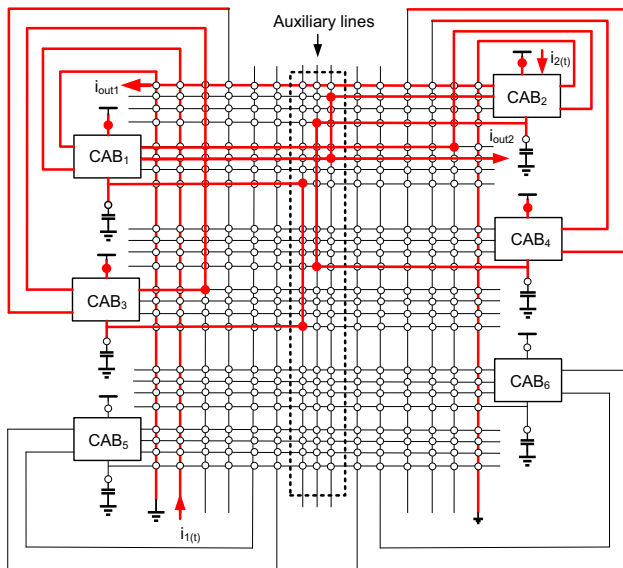 Auxiliary lines
i2(t)
iout1
CAB2
CAB1
iout2
CAB4
CAB3
CAB6
CAB5
i1(t)